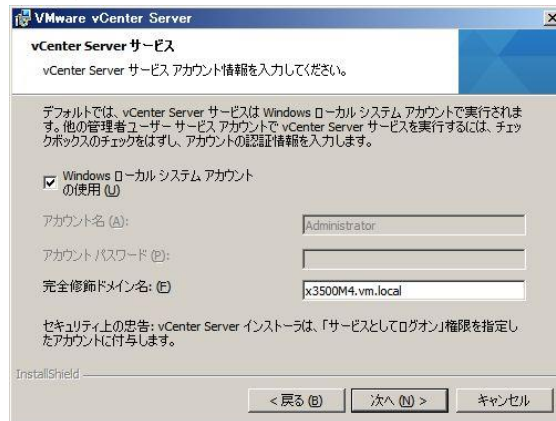 VMware vCenter Server
vCenter Server サービス
vCenter Server サービス アカウント情報を入力してください。
デフォルトでは、vCenter Server サービスは Windows ローカル システム アカウントで実行されま
す。他の管理者ユーザー サービス アカウントで vCenter Server サービスを実行するには、チェッ
クボックスのチェックをはずし、アカウントの認証情報を入力します。
Windows ローカル システム アカウント
の使用 (U)
アカウント名 (A):
Administrator
アカウント パスワード (P):
完全修飾ドメイン名: (F)
x3500M4.vm.local
セキュリティ上の忠告: vCenter Server インストーラは、「サービスとしてログオン」権限を指定し
たアカウントに付与します。
InstallShield
< 戻る (B)
次へ (N) >
キャンセル